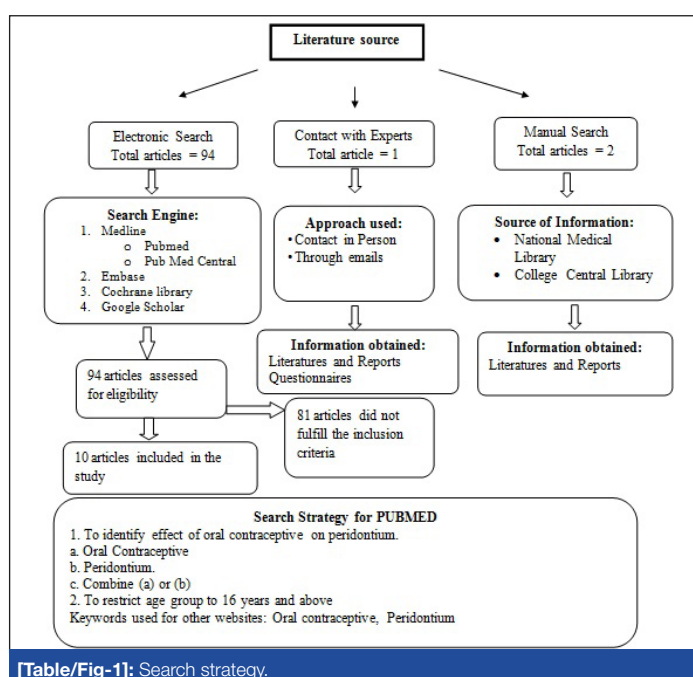 Literature source
Electronic Search
Total articles = 94
Contact with Experts
Total article = 1
Manual Search
Total articles = 2
Search Engine:
1. Medline
o Pubmed
o Pub Med Central
2. Embase
3. Cochrane library
4. Google Scholar
Approach used:
• Contact in Person
• Through emails
Source of Information:
• National Medical
Library
• College Central Library
94 articles assessed
for eligibility
Information obtained:
Literatures and Reports
Questionnaires
Information obtained:
Literatures and Reports
81 articles did not
fulfill the inclusion
criteria
10 articles included in the
study
Search Strategy for PUBMED
1. To identify effect of oral contraceptive on peridontium.
a. Oral Contraceptive
b. Peridontium.
c. Combine (a) or (b)
2. To restrict age group to 16 years and above
Keywords used for other websites: Oral contraceptive, Peridontium
[Table/Fig-1]: Search strategy.